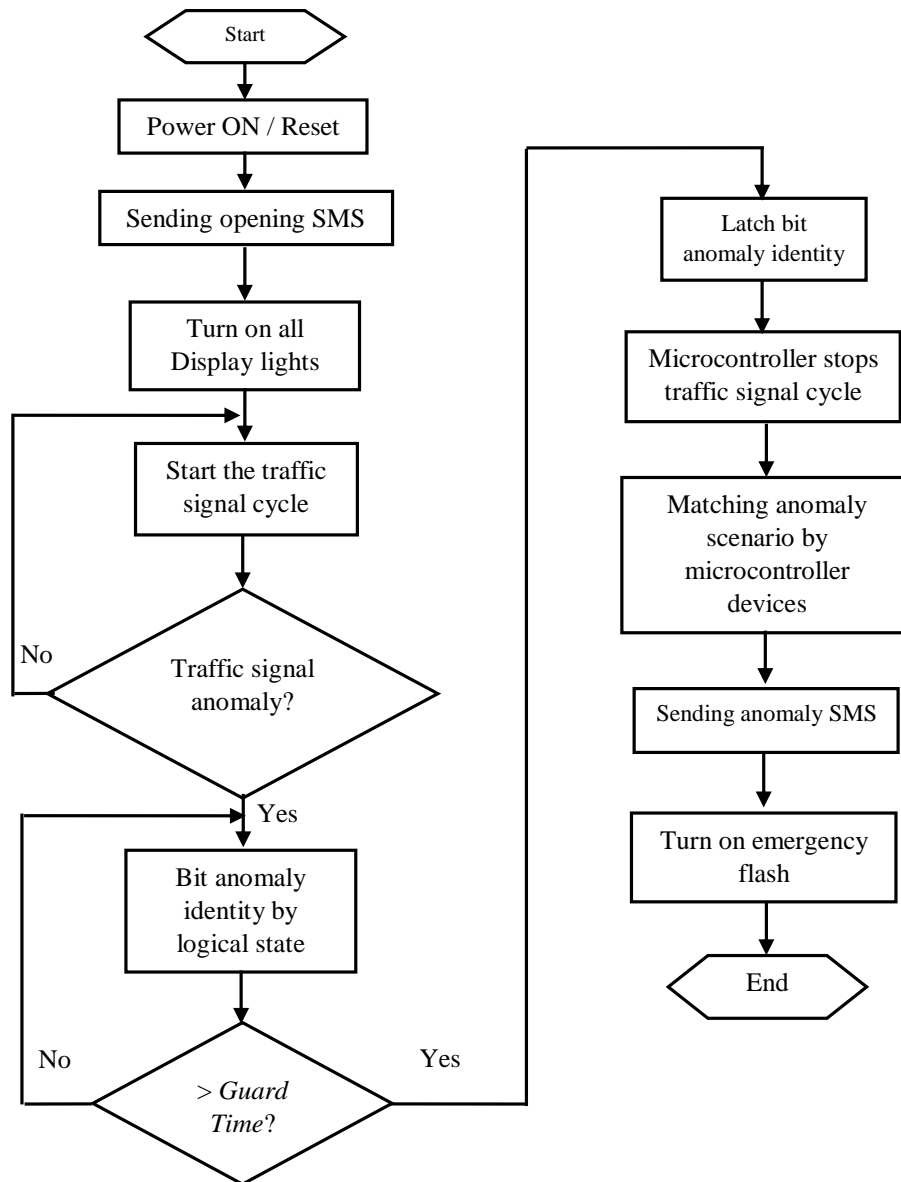 Start
Power ON / Reset
Sending opening SMS
Turn on all
Display lights
Start the traffic
signal cycle
No
Traffic signal
anomaly?
Yes
Bit anomaly
identity by
logical state
No
Yes
> Guard
Time?
Latch bit
anomaly identity
Microcontroller stops
traffic signal cycle
Matching anomaly
scenario by
microcontroller
devices
Sending anomaly SMS
Turn on emergency
flash
End